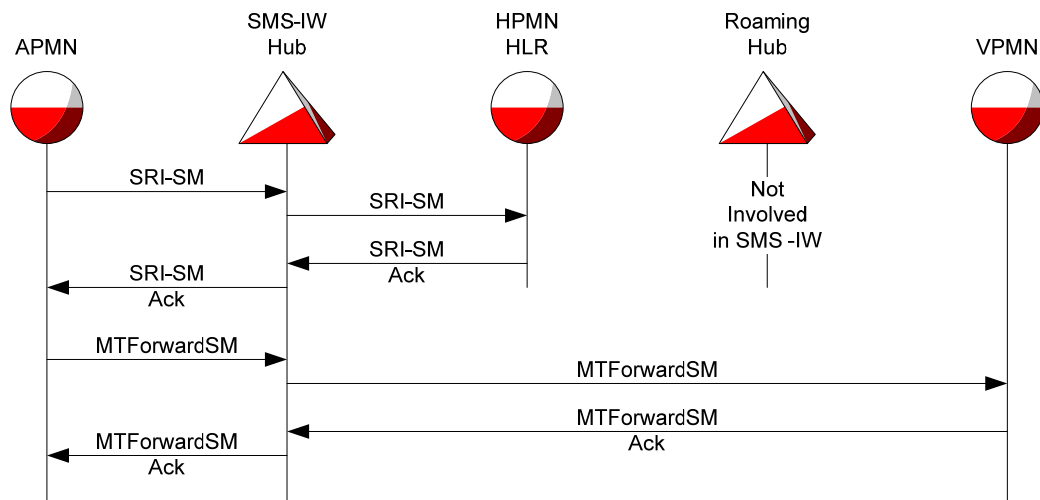 APMN
SMS-IW
Hub
HPMN
HLR
Roaming
Hub
VPMN
SRI-SM
SRI-SM
Not
Involved
in SMS -IW
SRI-SM
Ack
SRI-SM
Ack
MTForwardSM
MTForwardSM
MTForwardSM
Ack
MTForwardSM
Ack